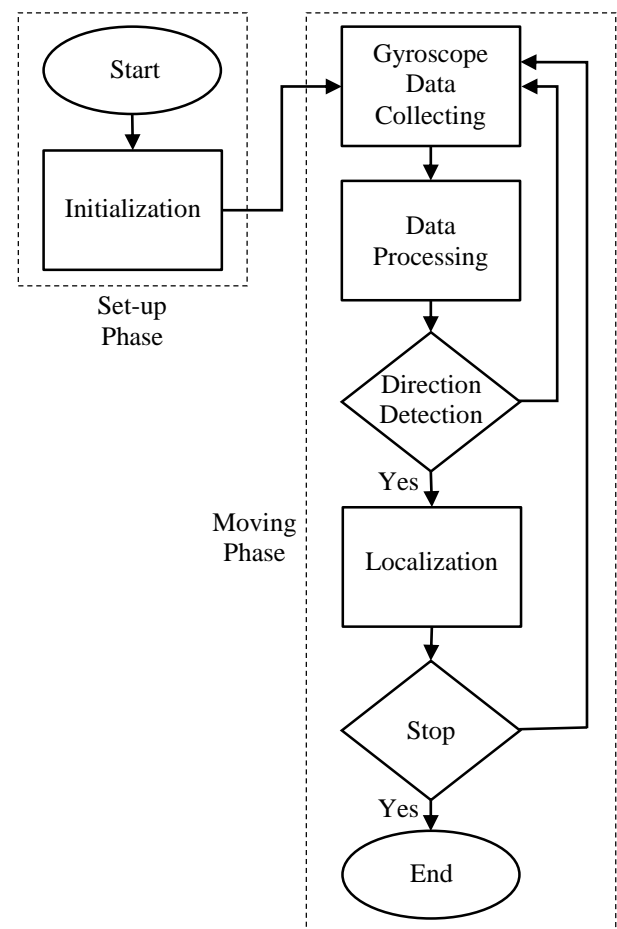 Start
Initialization
Set-up
Phase
Gyroscope
Data
Collecting
Data
Processing
Direction
Detection
Yes
Moving
Phase
Localization
Stop
Yes
End